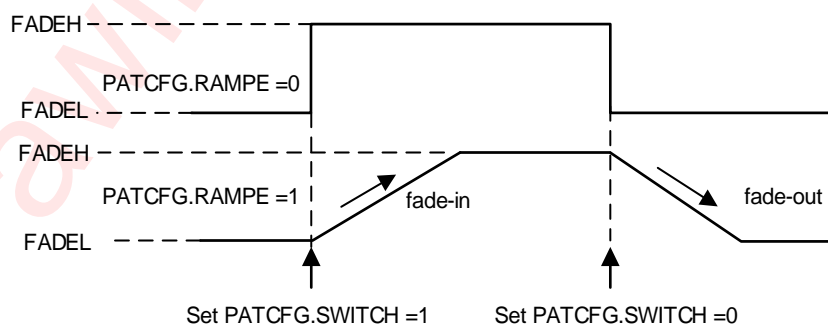 FADEH
PATCFG.RAMPE =0
FADEL
FADEH
PATCFG.RAMPE =1
fade-in
fade-out
FADEL
Set PATCFG.SWITCH =1
Set PATCFG.SWITCH =0